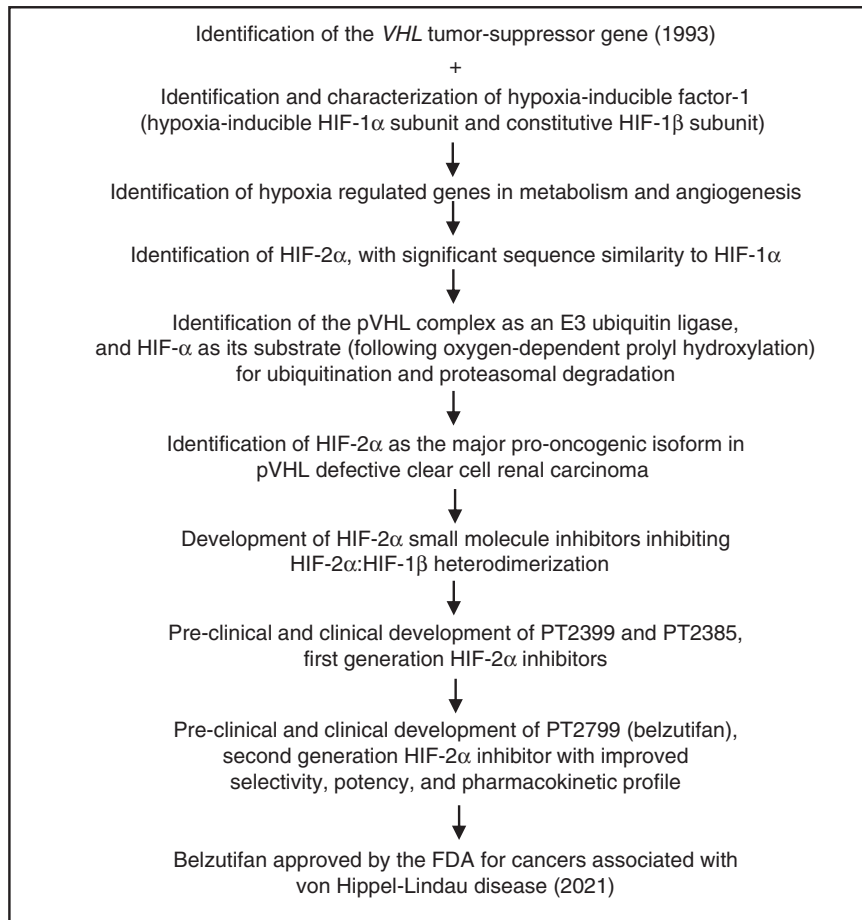 Identification of the VHL tumor-suppressor gene (1993)
+
Identification and characterization of hypoxia-inducible factor-1
(hypoxia-inducible HIF-1α subunit and constitutive HIF-1β subunit)
Identification of hypoxia regulated genes in metabolism and angiogenesis
Identification of HIF-2α, with significant sequence similarity to HIF-1α
Identification of the pVHL complex as an E3 ubiquitin ligase,
and HIF-α as its substrate (following oxygen-dependent prolyl hydroxylation)
for ubiquitination and proteasomal degradation
Identification of HIF-2α as the major pro-oncogenic isoform in
pVHL defective clear cell renal carcinoma
Development of HIF-2α small molecule inhibitors inhibiting
HIF-2α:HIF-1β heterodimerization
Pre-clinical and clinical development of PT2399 and PT2385,
first generation HIF-2α inhibitors
Pre-clinical and clinical development of PT2799 (belzutifan),
second generation HIF-2α inhibitor with improved
selectivity, potency, and pharmacokinetic profile
Belzutifan approved by the FDA for cancers associated with
von Hippel-Lindau disease (2021)